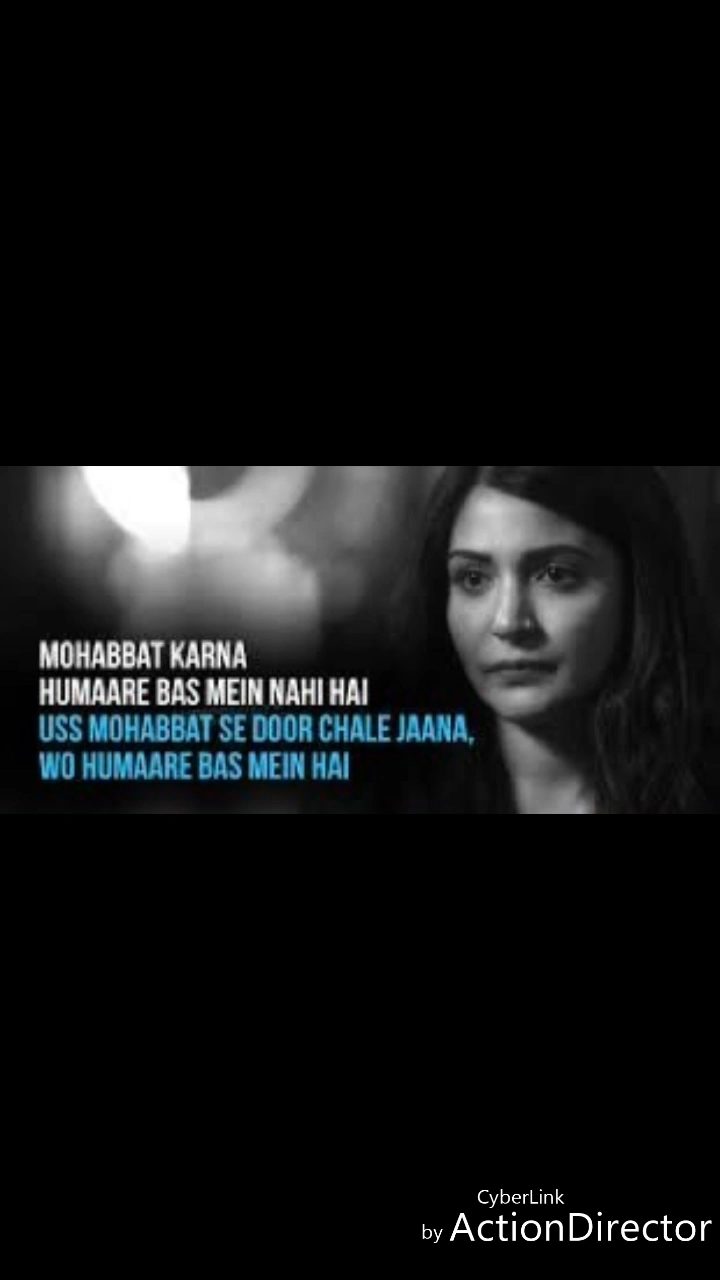 MOHABBAT KARNA
HUMAARE BAS MEIN NAHI HAI
USS MOHABBAT SE DOOR CHALE JAANA,
WO HUMAARE BAS MEIN HAI
CyberLink
by ActionDirector